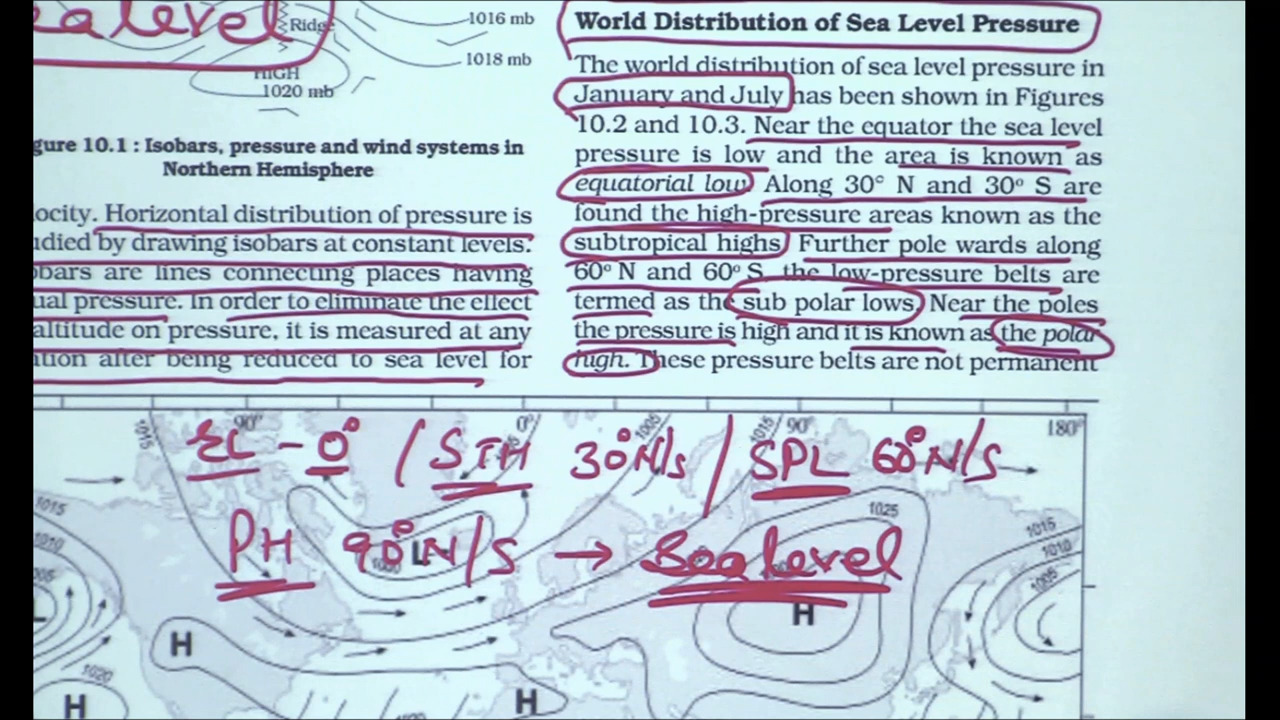 ea level
Ridge
1016 mb
1018 mb
HIGH
1020 mb
gure 10.1 : Isobars, pressure and wind systems in
Northern Hemisphere
ocity. Horizontal distribution of pressure is
udied by drawing isobars at constant levels.
obars are lines connecting places having
ual pressure. In order to eliminate the effect
altitude on pressure, it is measured at any
ation after being reduced to sea level for
World Distribution of Sea Level Pressure
The world distribution of sea level pressure in
January and July has been shown in Figures
10.2 and 10.3. Near the equator the sea level
pressure is low and the area is known as
equatorial low. Along 30° N and 30° S are
found the high-pressure areas known as the
subtropical highs. Further pole wards along
60° N and 60° S, the low-pressure belts are
termed as the sub polar lows. Near the poles
the pressure is high and it is known as the polar
high. These pressure belts are not permanent
1015 90° 0° 1005 1015 90° 180°
EL - 0° / STH 30° N/S / SPL 60° N/S
1015 1025 1015
PH 90° N/S → Sea level
1010 L 1010
1005 1005
L H
H
1020
H H